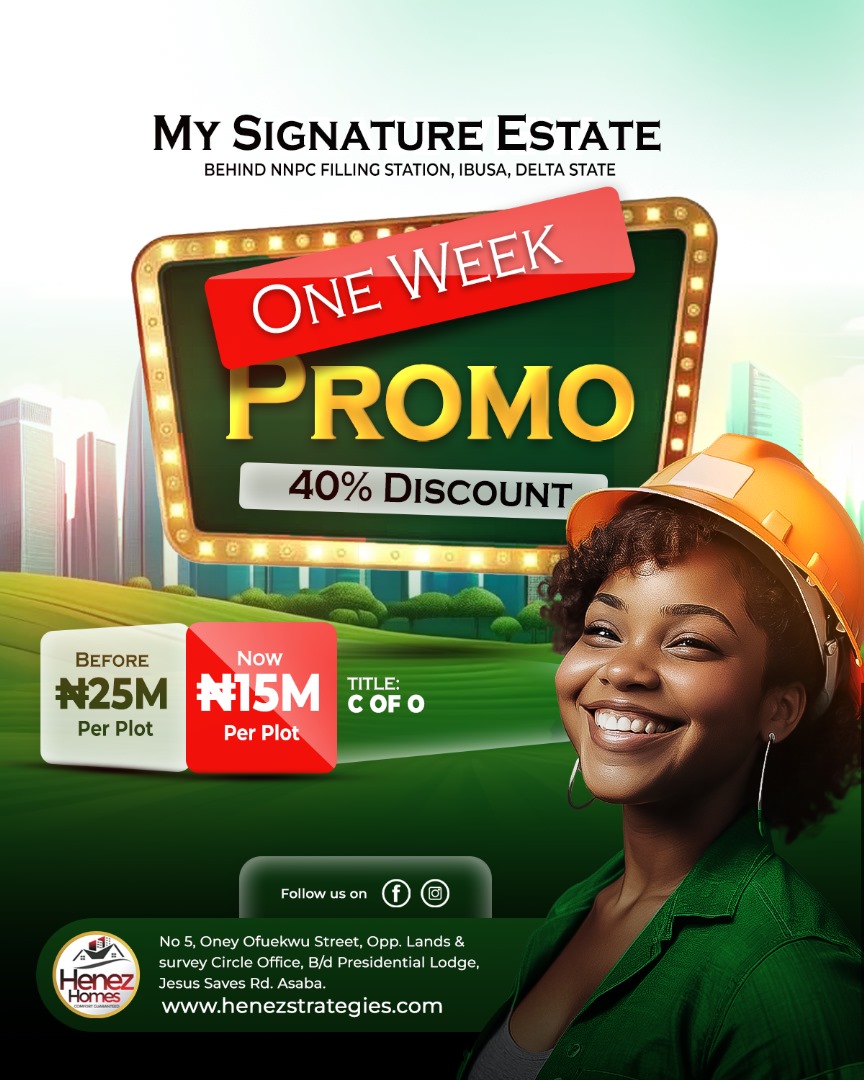 My Signature Estate
BEHIND NNPC FILLING STATION, IBUSA, DELTA STATE
One Week
Promo
40% Discount
Before
₦25M
Per Plot
Now
₦15M
Per Plot
TITLE:
C OF O
Follow us on
No 5, Oney Ofuekwu Street, Opp. Lands &
survey Circle Office, B/d Presidential Lodge,
Jesus Saves Rd. Asaba.
www.henezstrategies.com
Henez
Homes
COMFORT GUARANTEED